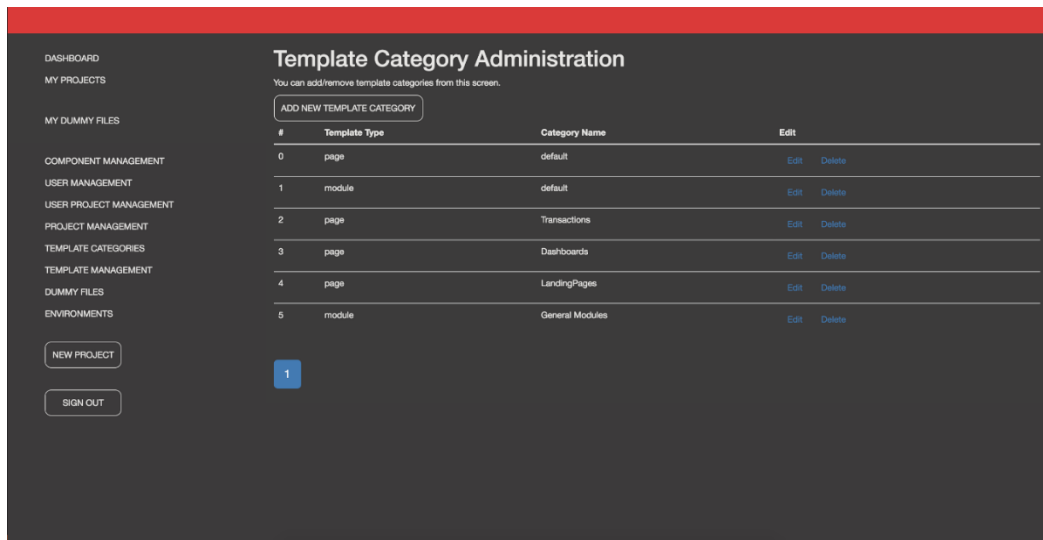 DASHBOARD
MY PROJECTS
MY DUMMY FILES
COMPONENT MANAGEMENT
USER MANAGEMENT
USER PROJECT MANAGEMENT
PROJECT MANAGEMENT
TEMPLATE CATEGORIES
TEMPLATE MANAGEMENT
DUMMY FILES
ENVIRONMENTS
NEW PROJECT
SIGN OUT
Template Category Administration
You can add/remove template categories from this screen.
ADD NEW TEMPLATE CATEGORY
# Template Type Category Name Edit
0 page default Edit Delete
1 module default Edit Delete
2 page Transactions Edit Delete
3 page Dashboards Edit Delete
4 page LandingPages Edit Delete
5 module General Modules Edit Delete
1